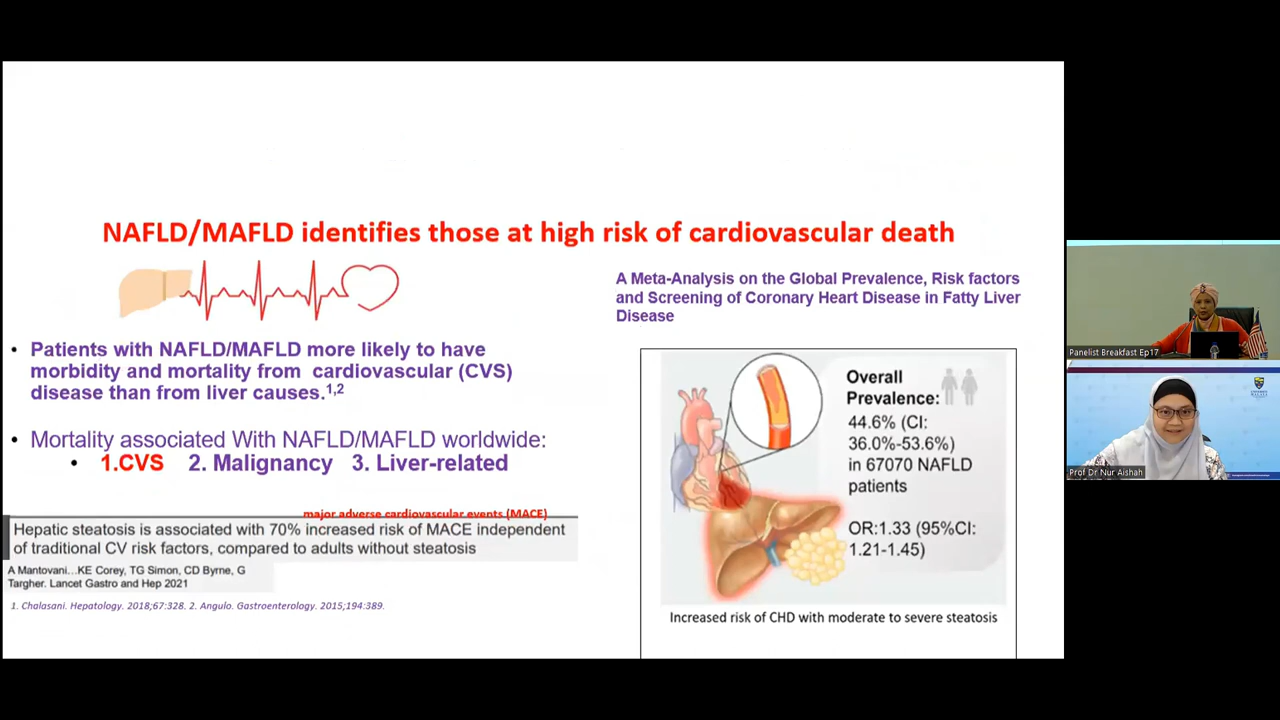 NAFLD/MAFLD identifies those at high risk of cardiovascular death
• Patients with NAFLD/MAFLD more likely to have
morbidity and mortality from cardiovascular (CVS)
disease than from liver causes.1,2
• Mortality associated With NAFLD/MAFLD worldwide:
• 1.CVS 2. Malignancy 3. Liver-related
major adverse cardiovascular events (MACE)
Hepatic steatosis is associated with 70% increased risk of MACE independent
of traditional CV risk factors, compared to adults without steatosis
A Mantovani...KE Corey, TG Simon, CD Byrne, G
Targher. Lancet Gastro and Hep 2021
1. Chalasani. Hepatology. 2018;67:328. 2. Angulo. Gastroenterology. 2015;194:389.
A Meta-Analysis on the Global Prevalence, Risk factors
and Screening of Coronary Heart Disease in Fatty Liver
Disease
Overall
Prevalence:
44.6% (CI:
36.0%-53.6%)
in 67070 NAFLD
patients
OR:1.33 (95%CI:
1.21-1.45)
Increased risk of CHD with moderate to severe steatosis
Panelist Breakfast Ep17
Prof Dr Nur Aishah